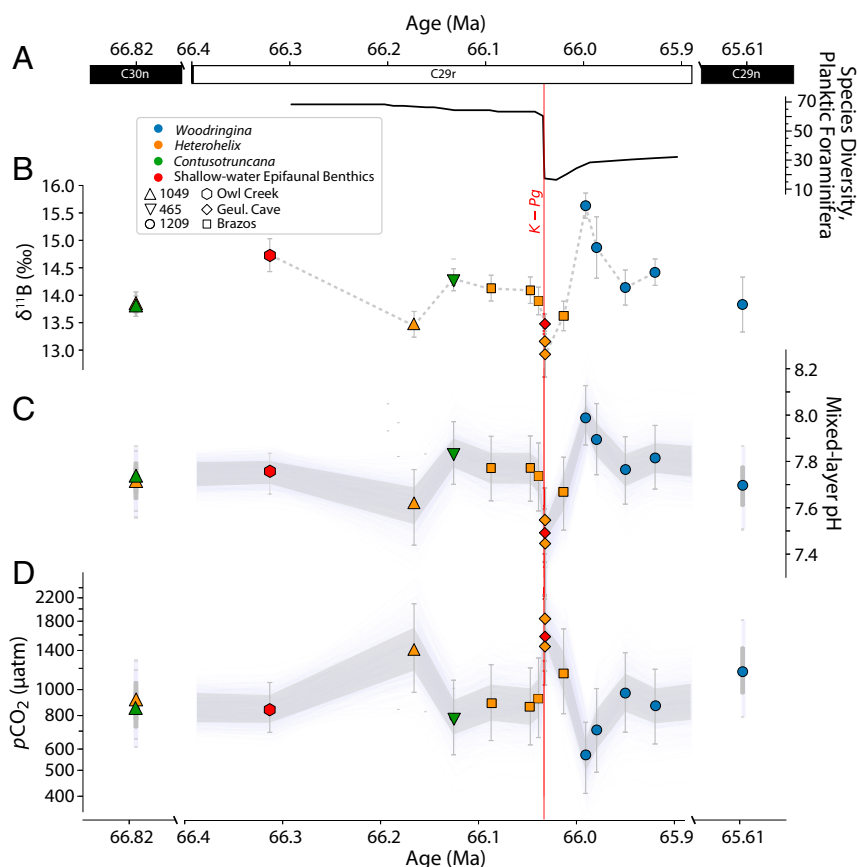 Age (Ma)
66.82 66.4 66.3 66.2 66.1 66.0 65.9 65.61
A
C30n C29r C29n
Species Diversity,
Planktic Foraminifera
70
50
30
10
Woodringina
Heterohelix
Contusotruncana
Shallow-water Epifaunal Benthics
1049 Owl Creek
465 Geul. Cave
1209 Brazos
K – Pg
B
δ¹¹B (‰)
16.0
15.5
15.0
14.5
14.0
13.5
13.0
C
Mixed-layer pH
8.2
8.0
7.8
7.6
7.4
D
pCO₂ (µatm)
2200
1800
1400
1000
800
600
500
400
66.82 66.4 66.3 66.2 66.1 66.0 65.9 65.61
Age (Ma)